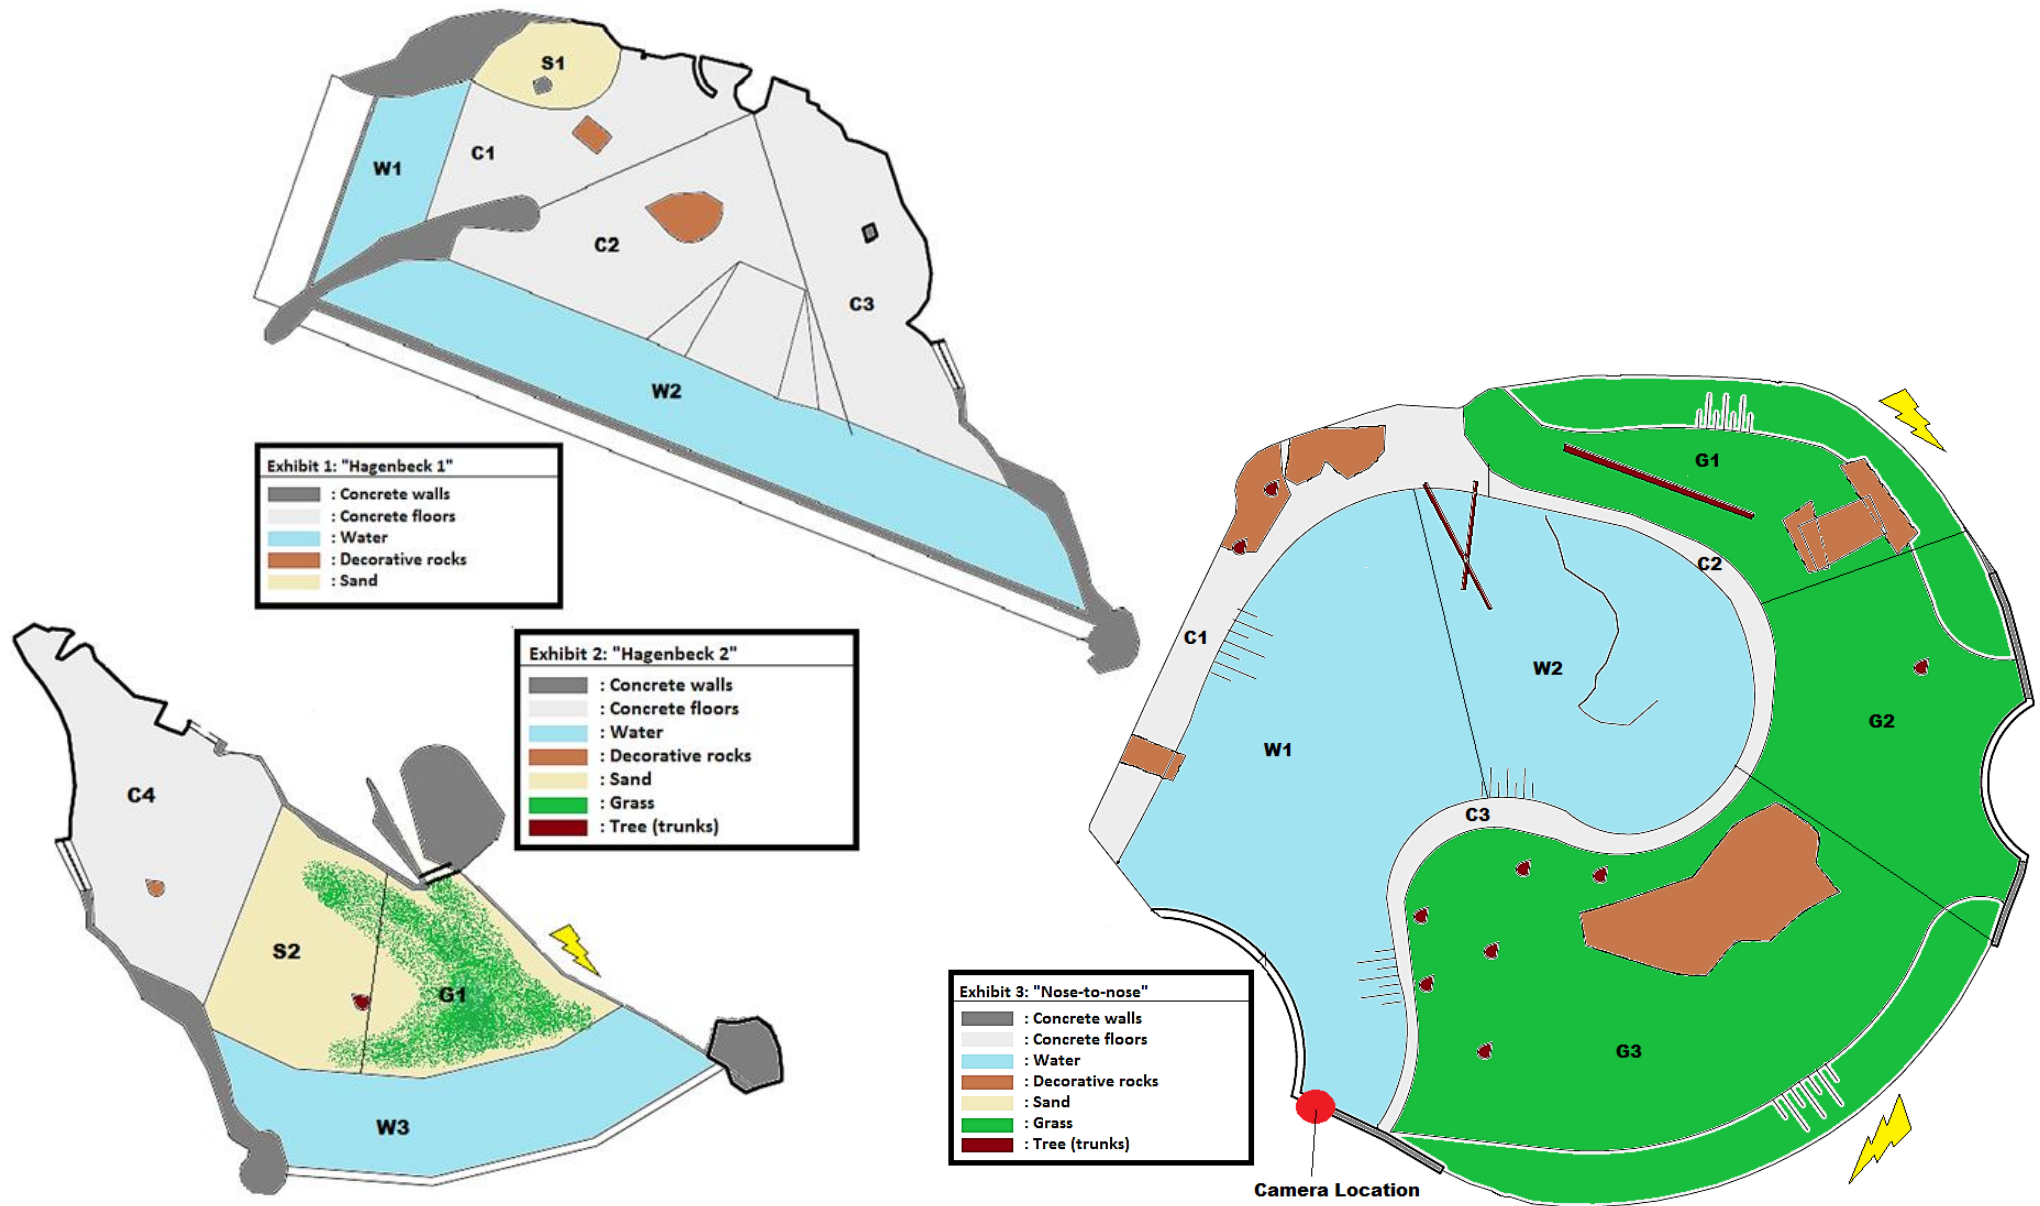 S1
W1
C1
C2
C3
W2
Exhibit 1: "Hagenbeck 1"
: Concrete walls
: Concrete floors
: Water
: Decorative rocks
: Sand
Exhibit 2: "Hagenbeck 2"
: Concrete walls
: Concrete floors
: Water
: Decorative rocks
: Sand
: Grass
: Tree (trunks)
C4
S2
G1
W3
G1
C2
C1
W2
G2
W1
C3
G3
Exhibit 3: "Nose-to-nose"
: Concrete walls
: Concrete floors
: Water
: Decorative rocks
: Sand
: Grass
: Tree (trunks)
Camera Location